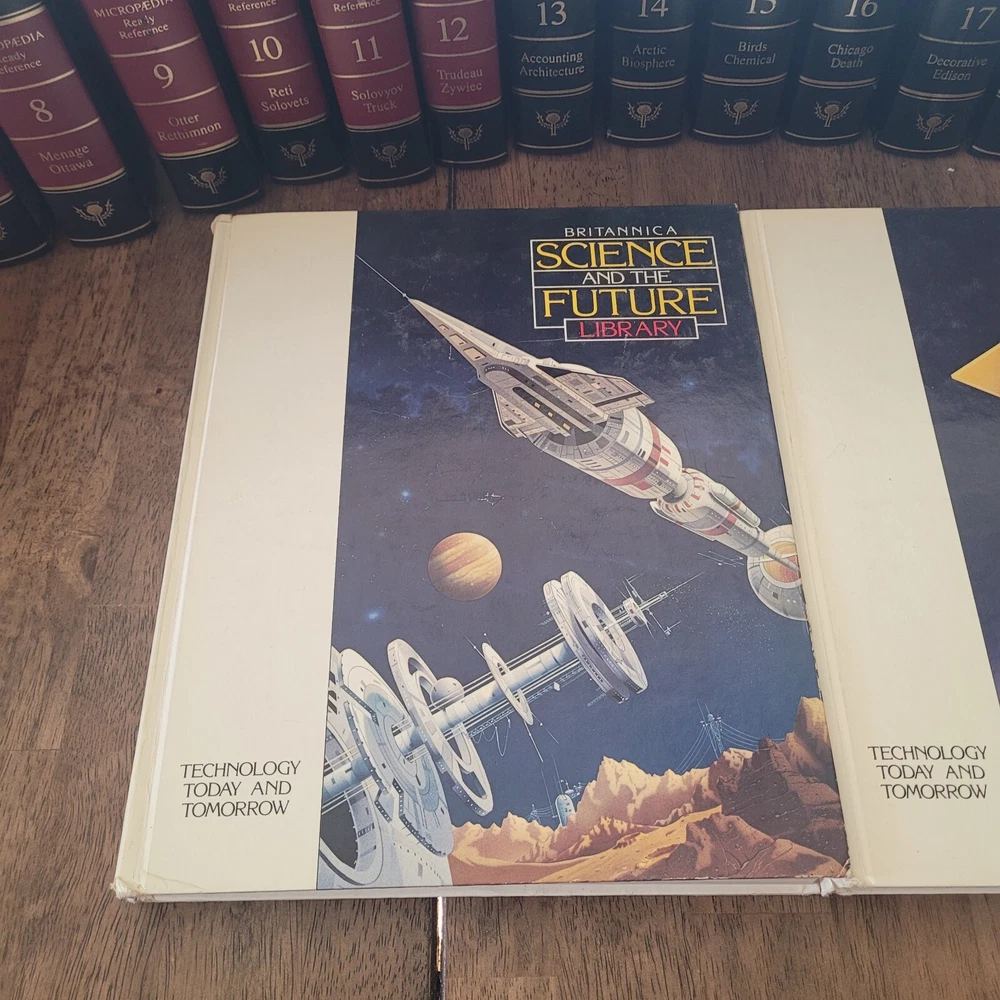 MICROPÆDIA
Ready
Reference
8
Menage
Ottawa
MICROPÆDIA
Ready
Reference
9
Otter
Rethimnon
Reference
10
Reti
Solovets
Reference
11
Solovyov
Truck
12
Trudeau
Zywiec
13
Accounting
Architecture
14
Arctic
Biosphere
15
Birds
Chemical
16
Chicago
Death
17
Decorative
Edison
BRITANNICA
SCIENCE
AND THE
FUTURE
LIBRARY
TECHNOLOGY
TODAY AND
TOMORROW
TECHNOLOGY
TODAY AND
TOMORROW